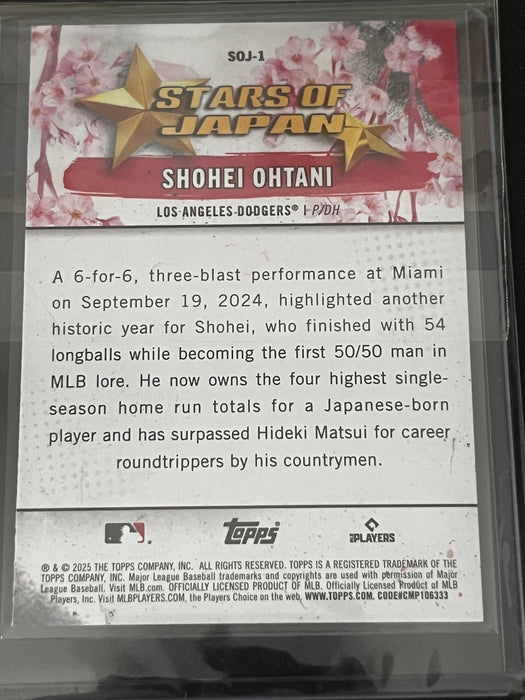 SOJ-1
STARS OF
JAPAN
SHOHEI OHTANI
LOS ANGELES DODGERS® | P/DH
A 6-for-6, three-blast performance at Miami
on September 19, 2024, highlighted another
historic year for Shohei, who finished with 54
longballs while becoming the first 50/50 man in
MLB lore. He now owns the four highest single-
season home run totals for a Japanese-born
player and has surpassed Hideki Matsui for career
roundtrippers by his countrymen.
topps
MLBPLAYERS
® & © 2025 THE TOPPS COMPANY, INC. ALL RIGHTS RESERVED. TOPPS IS A REGISTERED TRADEMARK OF THE
TOPPS COMPANY, INC. Major League Baseball trademarks and copyrights are used with permission of Major
League Baseball. Visit MLB.com. OFFICIALLY LICENSED PRODUCT OF MLB. Officially Licensed Product of MLB
Players, Inc. Visit MLBPLAYERS.COM, the Players Choice on the web. WWW.TOPPS.COM. CODE#CMP106333